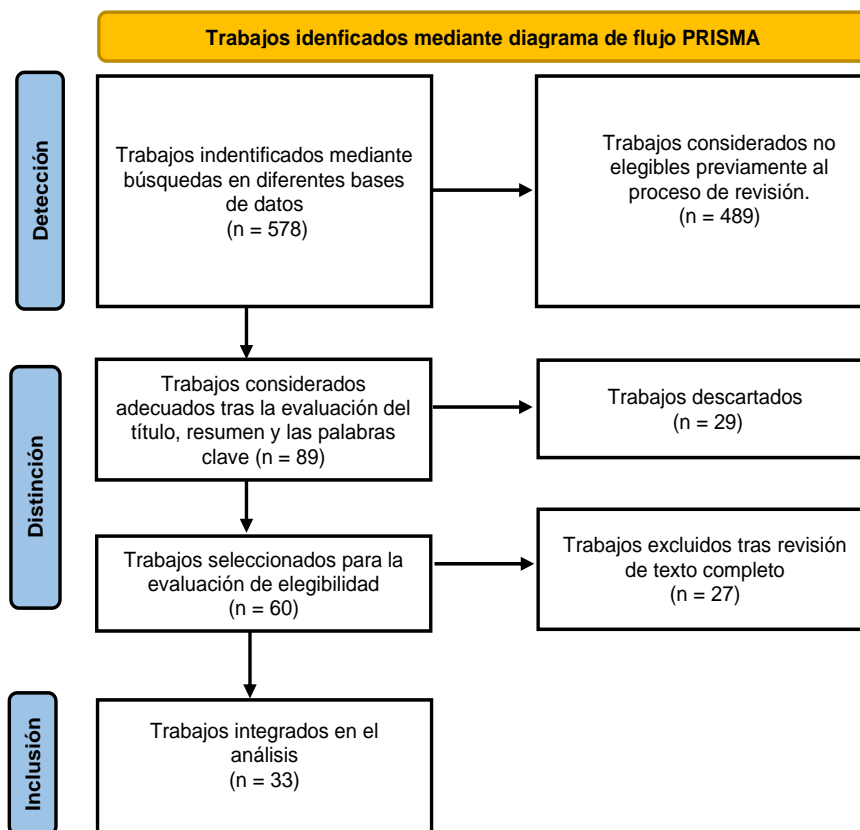 Trabajos idenficados mediante diagrama de flujo PRISMA
Detección
Trabajos indentificados mediante
búsquedas en diferentes bases
de datos
(n = 578)
Trabajos considerados no
elegibles previamente al
proceso de revisión.
(n = 489)
Distinción
Trabajos considerados
adecuados tras la evaluación del
título, resumen y las palabras
clave (n = 89)
Trabajos descartados
(n = 29)
Trabajos seleccionados para la
evaluación de elegibilidad
(n = 60)
Trabajos excluidos tras revisión
de texto completo
(n = 27)
Inclusión
Trabajos integrados en el
análisis
(n = 33)